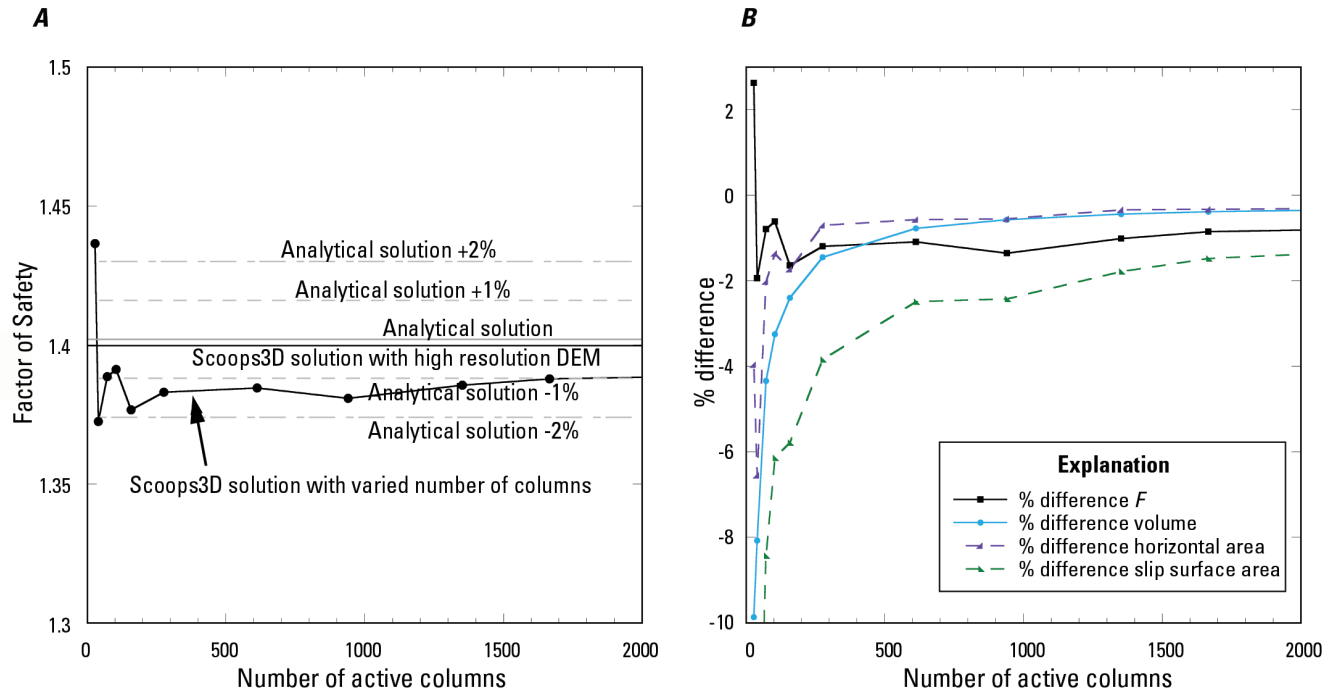 A
1.5
1.45
1.4
1.35
1.3
Factor of Safety
Analytical solution +2%
Analytical solution +1%
Analytical solution
Scoops3D solution with high resolution DEM
Analytical solution -1%
Analytical solution -2%
Scoops3D solution with varied number of columns
0
500
1000
1500
2000
Number of active columns
B
2
0
-2
-4
-6
-8
-10
% difference
Explanation
% difference F
% difference volume
% difference horizontal area
% difference slip surface area
0
500
1000
1500
2000
Number of active columns